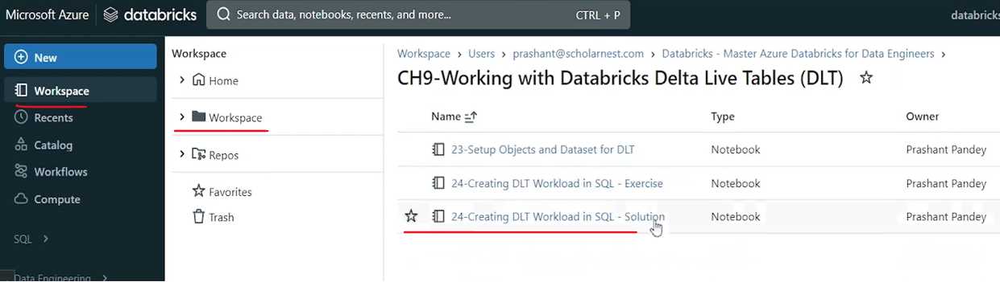 Microsoft Azure databricks Search data, notebooks, recents, and more... CTRL + P databricks
New
Workspace
Recents
Catalog
Workflows
Compute
SQL
Data Engineering
Workspace
Home
Workspace
Repos
Favorites
Trash
Workspace > Users > prashant@scholarnest.com > Databricks - Master Azure Databricks for Data Engineers >
CH9-Working with Databricks Delta Live Tables (DLT)
Name Type Owner
23-Setup Objects and Dataset for DLT Notebook Prashant Pandey
24-Creating DLT Workload in SQL - Exercise Notebook Prashant Pandey
24-Creating DLT Workload in SQL - Solution Notebook Prashant Pandey